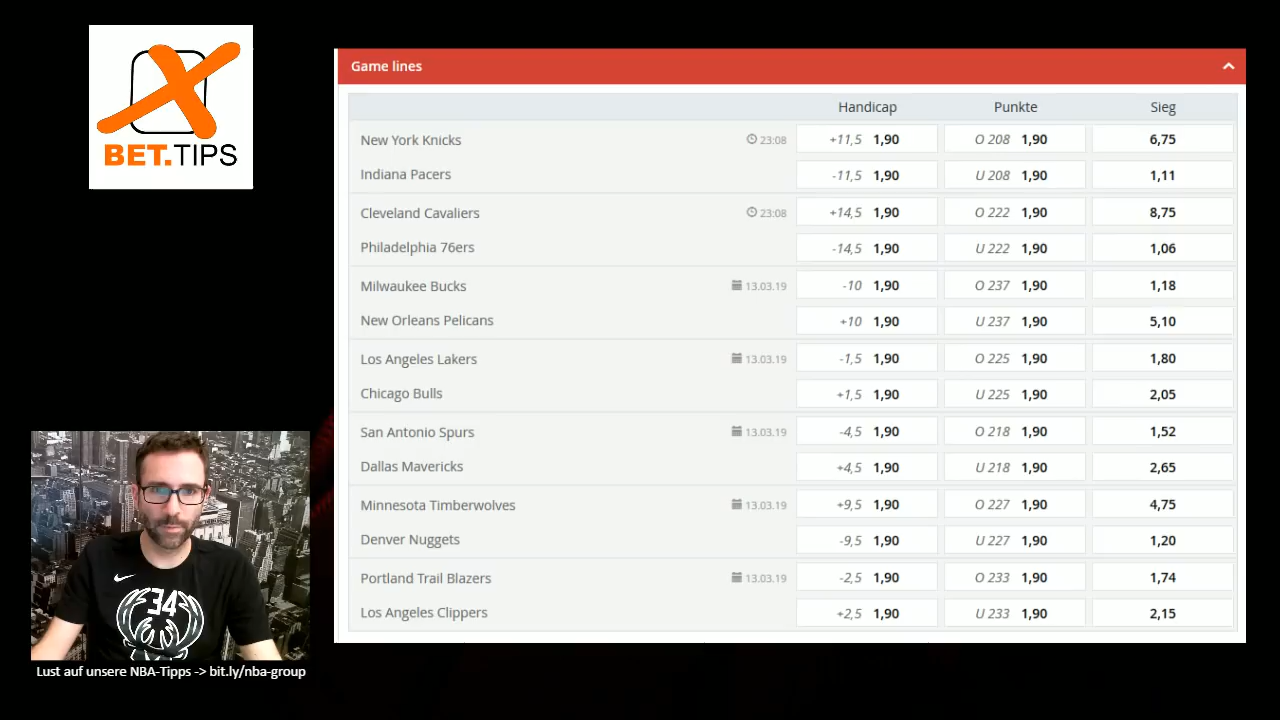 BET.TIPS
Game lines
Handicap Punkte Sieg
New York Knicks 23:08 +11,5 1,90 O 208 1,90 6,75
Indiana Pacers -11,5 1,90 U 208 1,90 1,11
Cleveland Cavaliers 23:08 +14,5 1,90 O 222 1,90 8,75
Philadelphia 76ers -14,5 1,90 U 222 1,90 1,06
Milwaukee Bucks 13.03.19 -10 1,90 O 237 1,90 1,18
New Orleans Pelicans +10 1,90 U 237 1,90 5,10
Los Angeles Lakers 13.03.19 -1,5 1,90 O 225 1,90 1,80
Chicago Bulls +1,5 1,90 U 225 1,90 2,05
San Antonio Spurs 13.03.19 -4,5 1,90 O 218 1,90 1,52
Dallas Mavericks +4,5 1,90 U 218 1,90 2,65
Minnesota Timberwolves 13.03.19 +9,5 1,90 O 227 1,90 4,75
Denver Nuggets -9,5 1,90 U 227 1,90 1,20
Portland Trail Blazers 13.03.19 -2,5 1,90 O 233 1,90 1,74
Los Angeles Clippers +2,5 1,90 U 233 1,90 2,15
34
Lust auf unsere NBA-Tipps -> bit.ly/nba-group